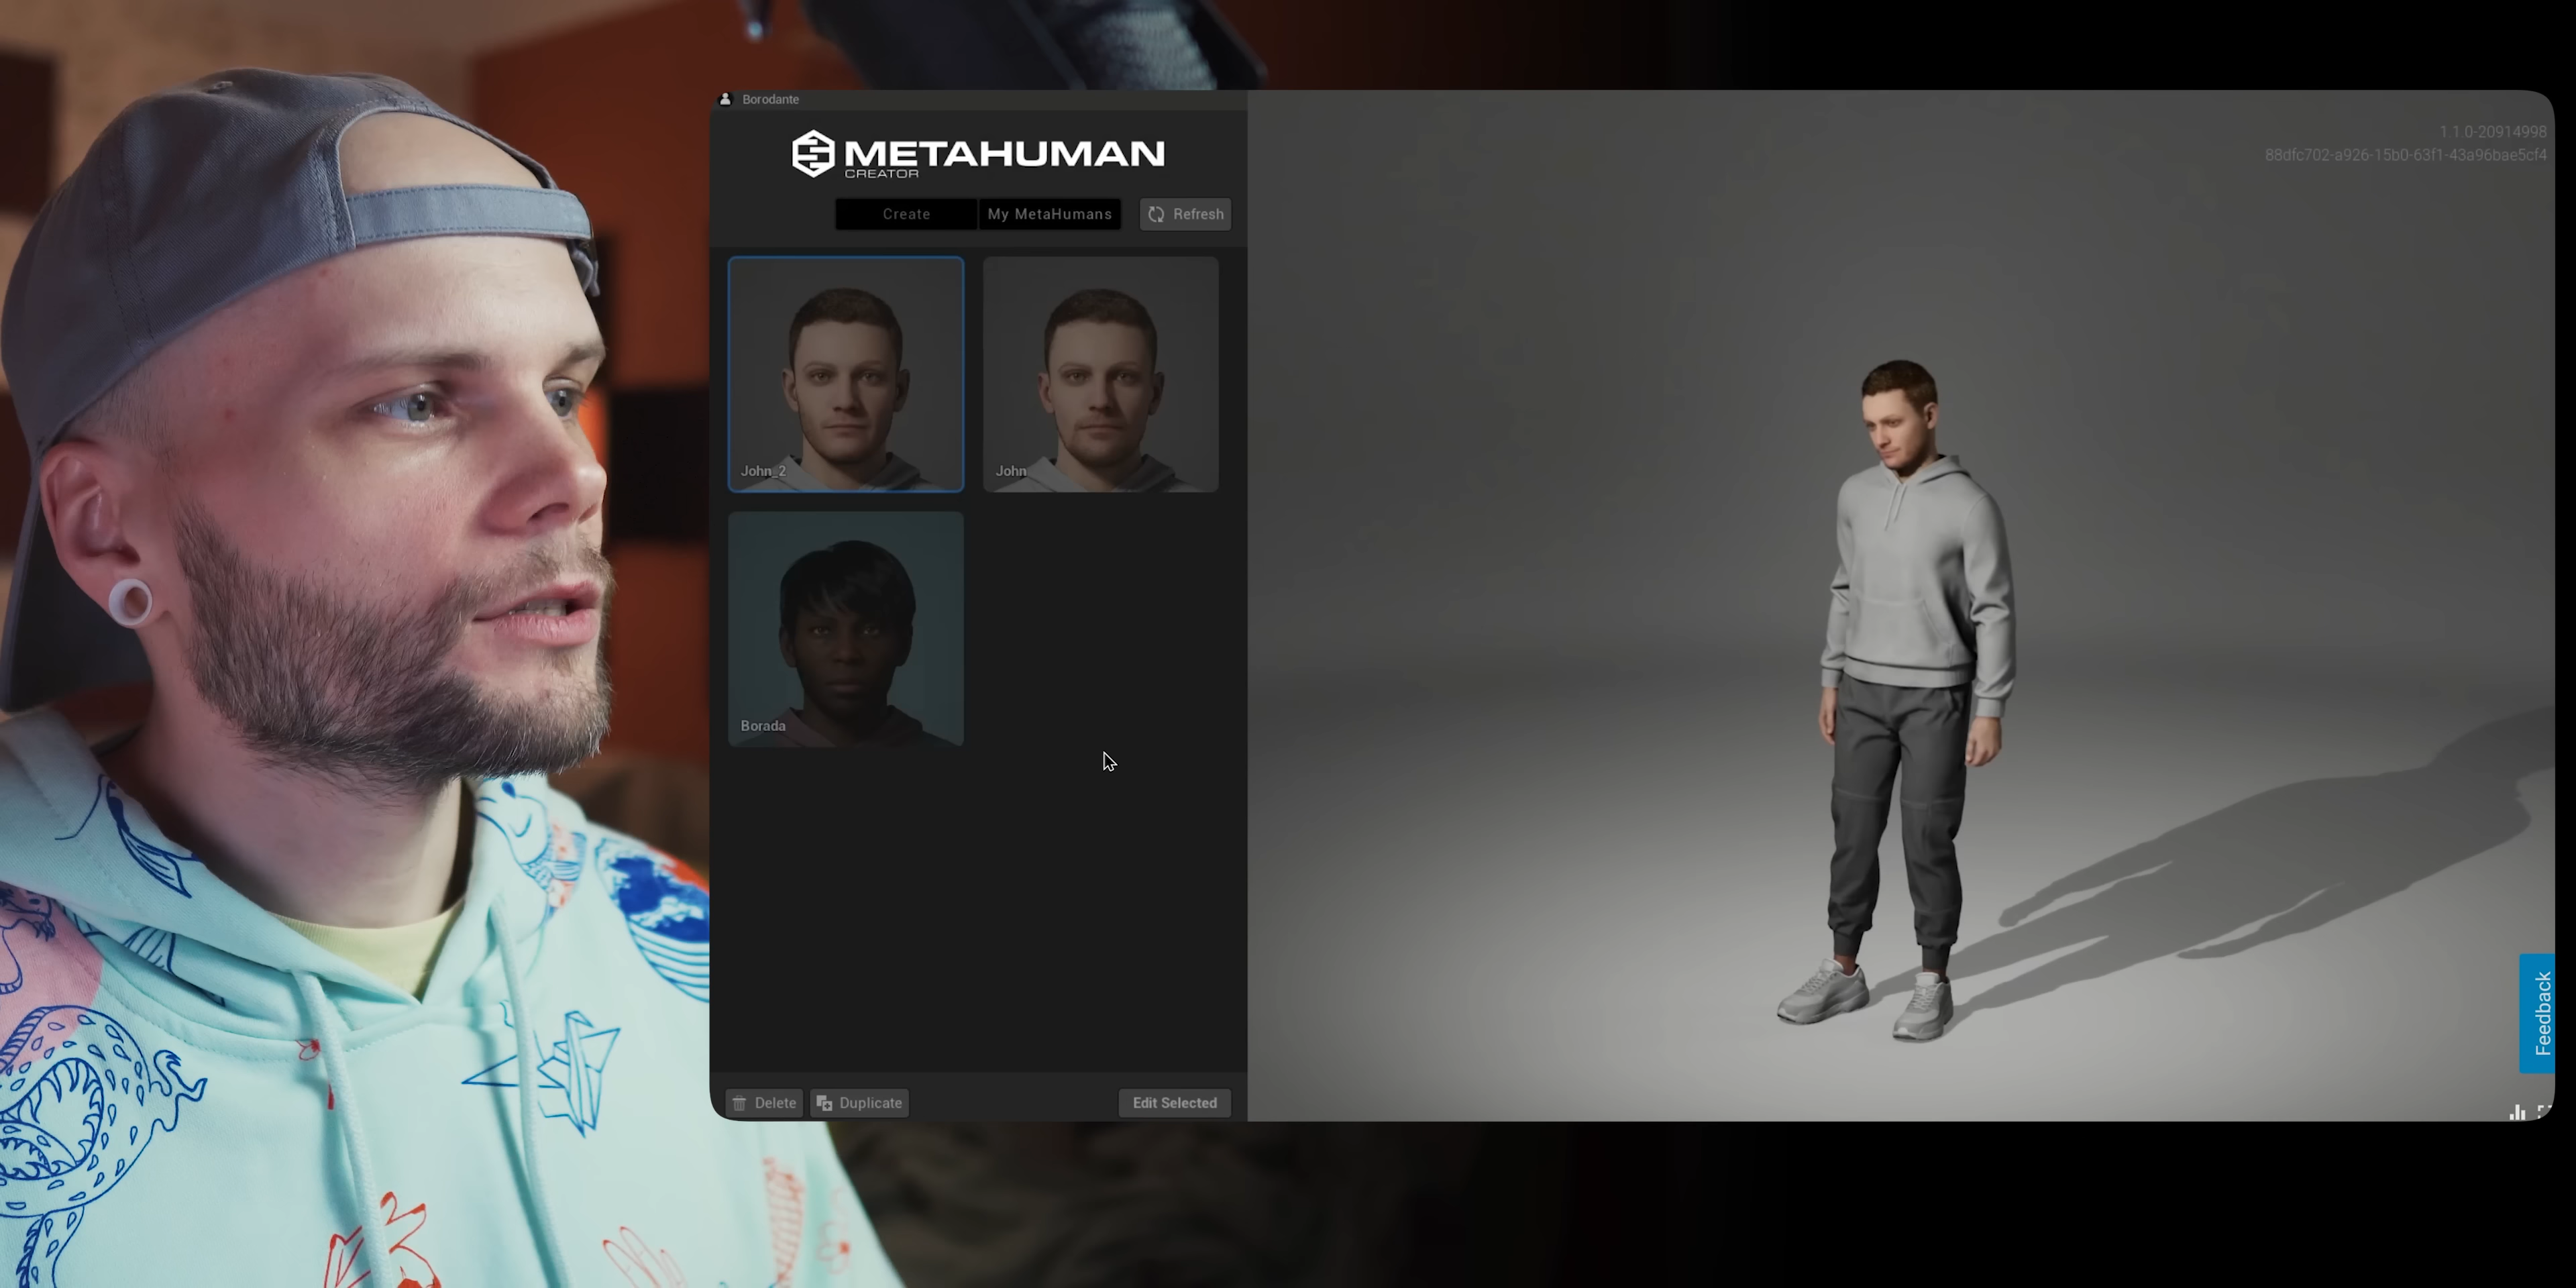 Borodante
METAHUMAN
CREATOR
Create
My MetaHumans
Refresh
1.1.0-20914998
88dfc702-a926-15b0-63f1-43a96bae5cf4
John_2
John
Borada
Feedback
Delete
Duplicate
Edit Selected